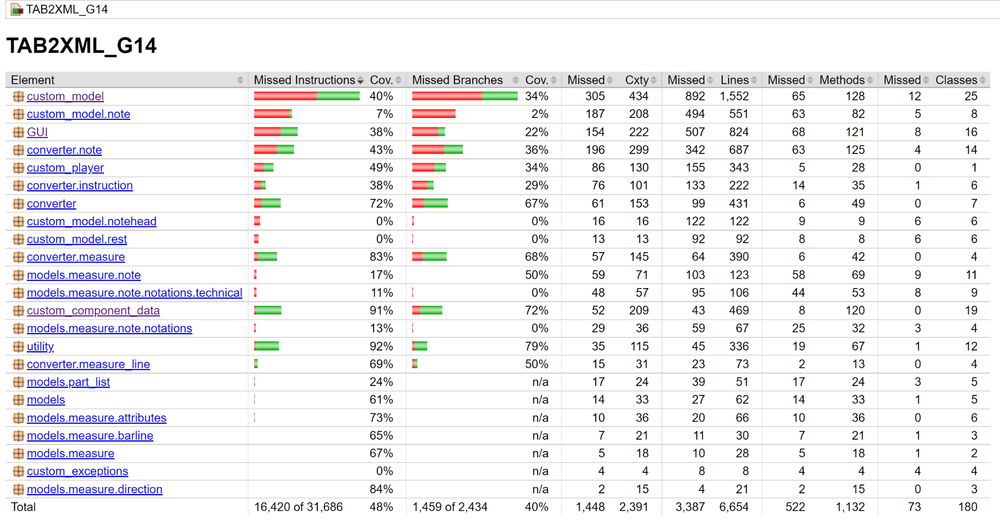 TAB2XML_G14
TAB2XML_G14
Element Missed Instructions Cov. Missed Branches Cov. Missed Cxty Missed Lines Missed Methods Missed Classes
custom_model 40% 34% 305 434 892 1,552 65 128 12 25
custom_model.note 7% 2% 187 208 494 551 63 82 5 8
GUI 38% 22% 154 222 507 824 68 121 8 16
converter.note 43% 36% 196 299 342 687 63 125 4 14
custom_player 49% 34% 86 130 155 343 5 28 0 1
converter.instruction 38% 29% 76 101 133 222 14 35 1 6
converter 72% 67% 61 153 99 431 6 49 0 7
custom_model.notehead 0% 0% 16 16 122 122 9 9 6 6
custom_model.rest 0% 0% 13 13 92 92 8 8 6 6
converter.measure 83% 68% 57 145 64 390 6 42 0 4
models.measure.note 17% 50% 59 71 103 123 58 69 9 11
models.measure.note.notations.technical 11% 0% 48 57 95 106 44 53 8 9
custom_component_data 91% 72% 52 209 43 469 8 120 0 19
models.measure.note.notations 13% 0% 29 36 59 67 25 32 3 4
utility 92% 79% 35 115 45 336 19 67 1 12
converter.measure_line 69% 50% 15 31 23 73 2 13 0 4
models.part_list 24% n/a 17 24 39 51 17 24 3 5
models 61% n/a 14 33 27 62 14 33 1 5
models.measure.attributes 73% n/a 10 36 20 66 10 36 0 6
models.measure.barline 65% n/a 7 21 11 30 7 21 1 3
models.measure 67% n/a 5 18 10 28 5 18 1 2
custom_exceptions 0% n/a 4 4 8 8 4 4 4 4
models.measure.direction 84% n/a 2 15 4 21 2 15 0 3
Total 16,420 of 31,686 48% 1,459 of 2,434 40% 1,448 2,391 3,387 6,654 522 1,132 73 180